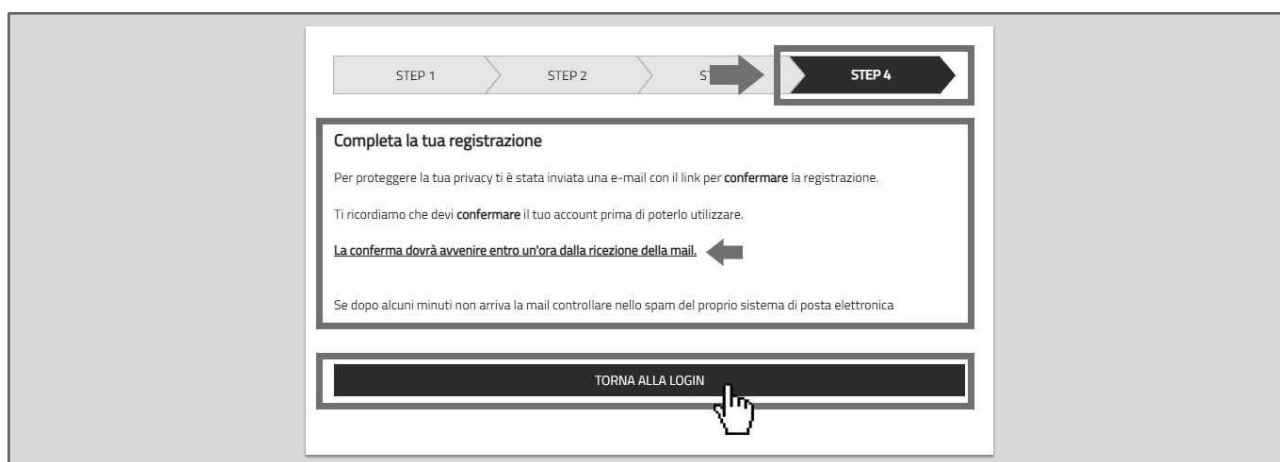 STEP 1
STEP 2
STEP 4
Completa la tua registrazione
Per proteggere la tua privacy ti è stata inviata una e-mail con il link per confermare la registrazione.
Ti ricordiamo che devi confermare il tuo account prima di poterlo utilizzare.
La conferma dovrà avvenire entro un'ora dalla ricezione della mail.
Se dopo alcuni minuti non arriva la mail controllare nello spam del proprio sistema di posta elettronica
TORNA ALLA LOGIN